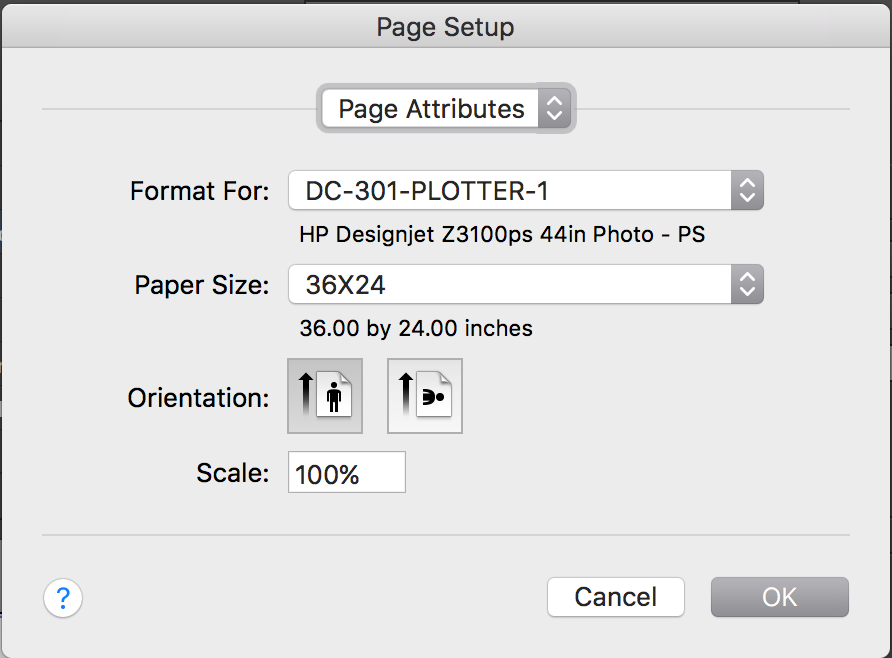 Page Setup
Page Attributes
Format For: DC-301-PLOTTER-1
HP Designjet Z3100ps 44in Photo - PS
Paper Size: 36X24
36.00 by 24.00 inches
Orientation:
Scale: 100%
? Cancel OK